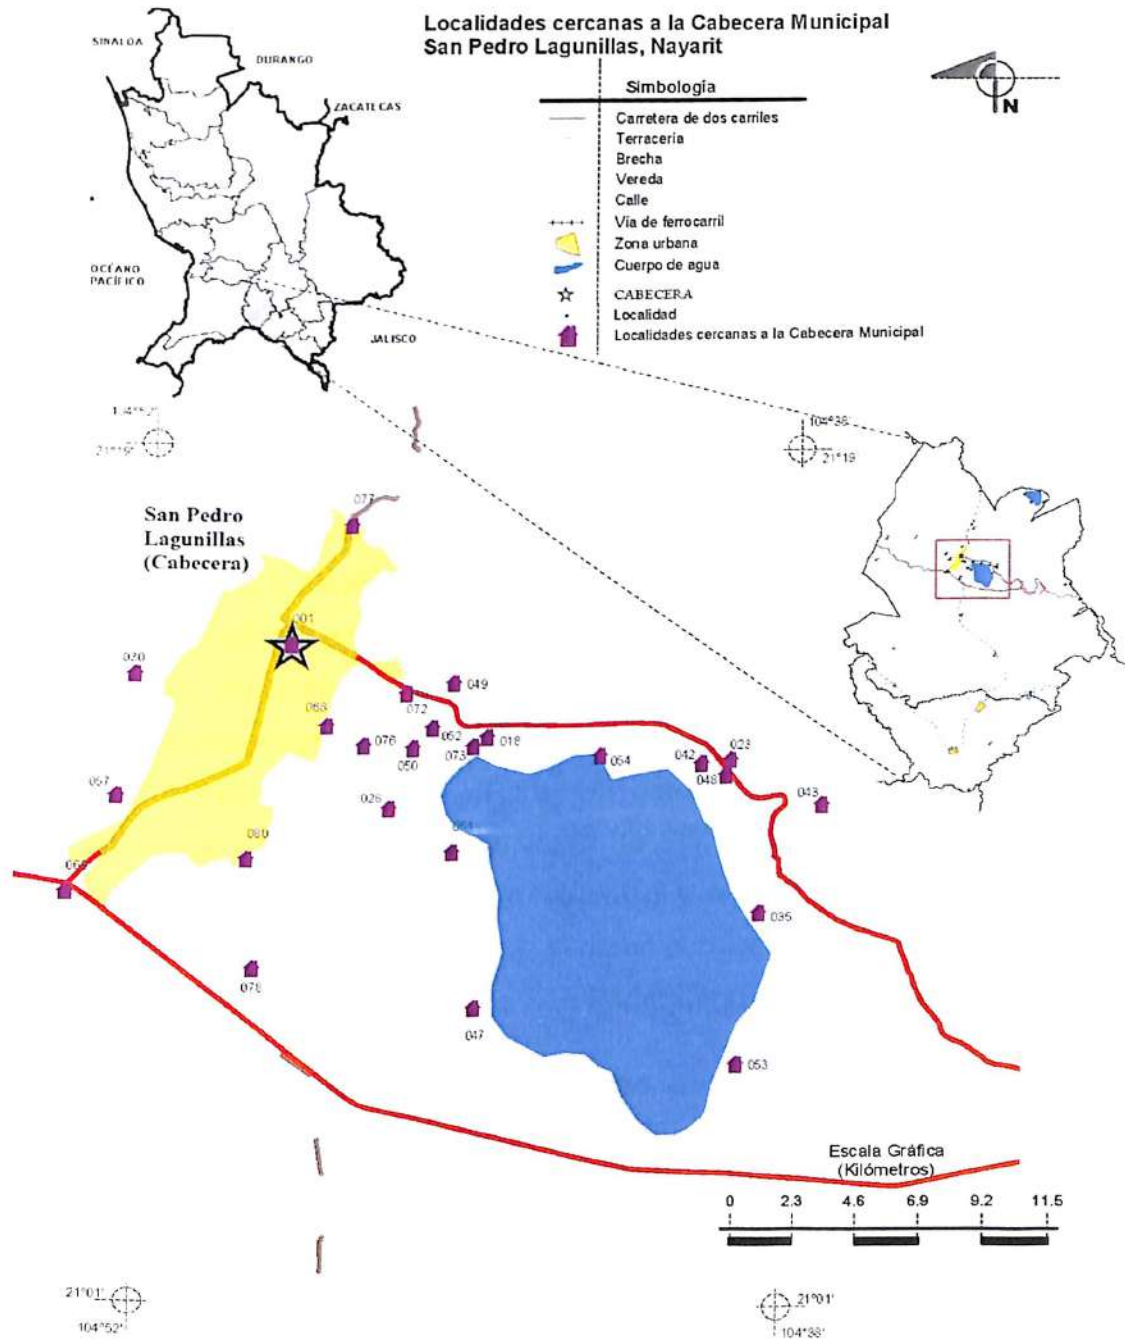 Localidades cercanas a la Cabecera Municipal
San Pedro Lagunillas, Nayarit
SINALOA
DURANGO
ZACATECAS
OCÉANO
PACÍFICO
JALISCO
Simbología
Carretera de dos carriles
Terracería
Brecha
Vereda
Calle
Vía de ferrocarril
Zona urbana
Cuerpo de agua
CABECERA
Localidad
Localidades cercanas a la Cabecera Municipal
N
104°38'
21°19'
San Pedro
Lagunillas
(Cabecera)
077
001
030
049
072
068
052
018
076
050
073
054
042
023
048
057
026
043
080
035
078
047
053
Escala Gráfica
(Kilómetros)
0 2.3 4.6 6.9 9.2 11.5
21°01'
104°52'
21°01'
104°38'